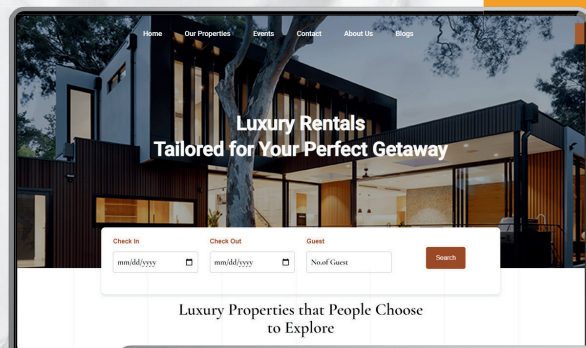 Home Our Properties Events Contact About Us Blogs
Luxury Rentals
Tailored for Your Perfect Getaway
Check In Check Out Guest
mm/dd/yyyy mm/dd/yyyy No.of Guest Search
Luxury Properties that People Choose
to Explore